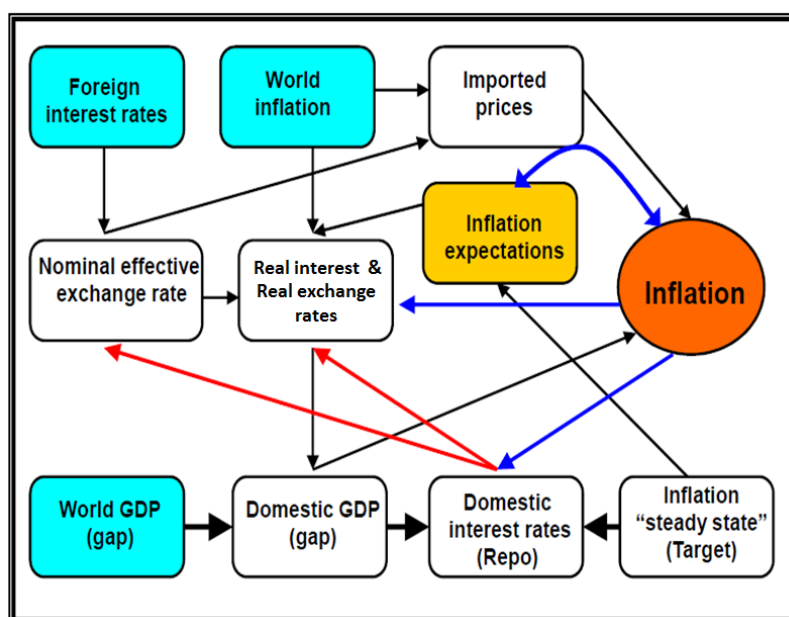 Foreign
interest rates
World
inflation
Imported
prices
Inflation
expectations
Nominal effective
exchange rate
Real interest &
Real exchange
rates
Inflation
World GDP
(gap)
Domestic GDP
(gap)
Domestic
interest rates
(Repo)
Inflation
“steady state”
(Target)